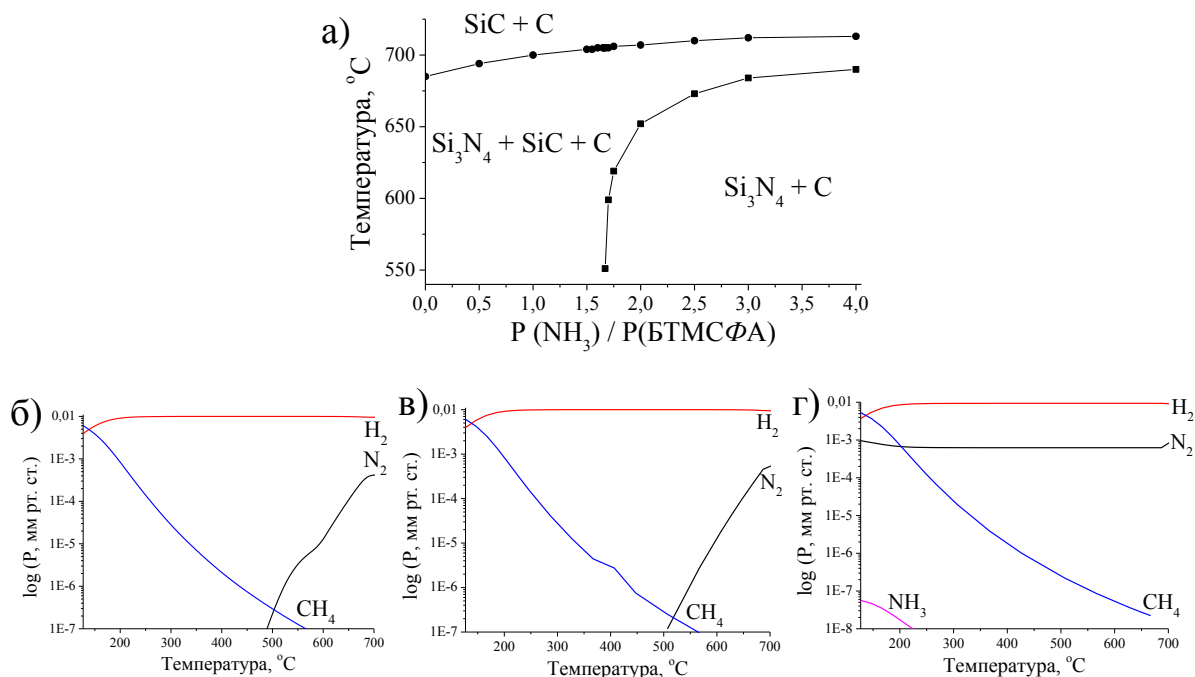 а)
SiC + C
Температура, °C
700
650
600
550
Si₃N₄ + SiC + C
Si₃N₄ + C
0,0 0,5 1,0 1,5 2,0 2,5 3,0 3,5 4,0
P (NH₃) / P(БТМСФА)
б)
log (P, мм рт. ст.)
0,01
1E-3
1E-4
1E-5
1E-6
1E-7
H₂
N₂
CH₄
200 300 400 500 600 700
Температура, °C
в)
log (P, мм рт. ст.)
0,01
1E-3
1E-4
1E-5
1E-6
1E-7
H₂
N₂
CH₄
200 300 400 500 600 700
Температура, °C
г)
log (P, мм рт. ст.)
0,01
1E-3
1E-4
1E-5
1E-6
1E-7
1E-8
H₂
N₂
NH₃
CH₄
200 300 400 500 600 700
Температура, °C